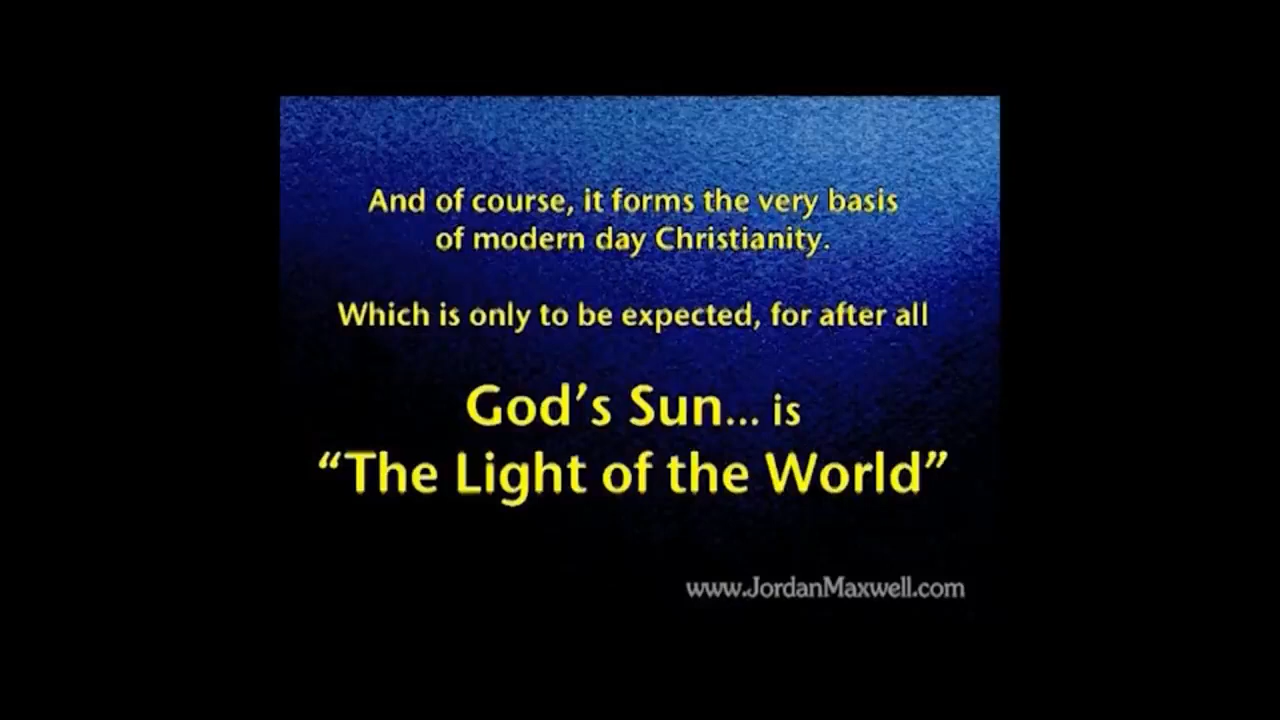 And of course, it forms the very basis
of modern day Christianity.
Which is only to be expected, for after all
God's Sun... is
“The Light of the World”
www.JordanMaxwell.com